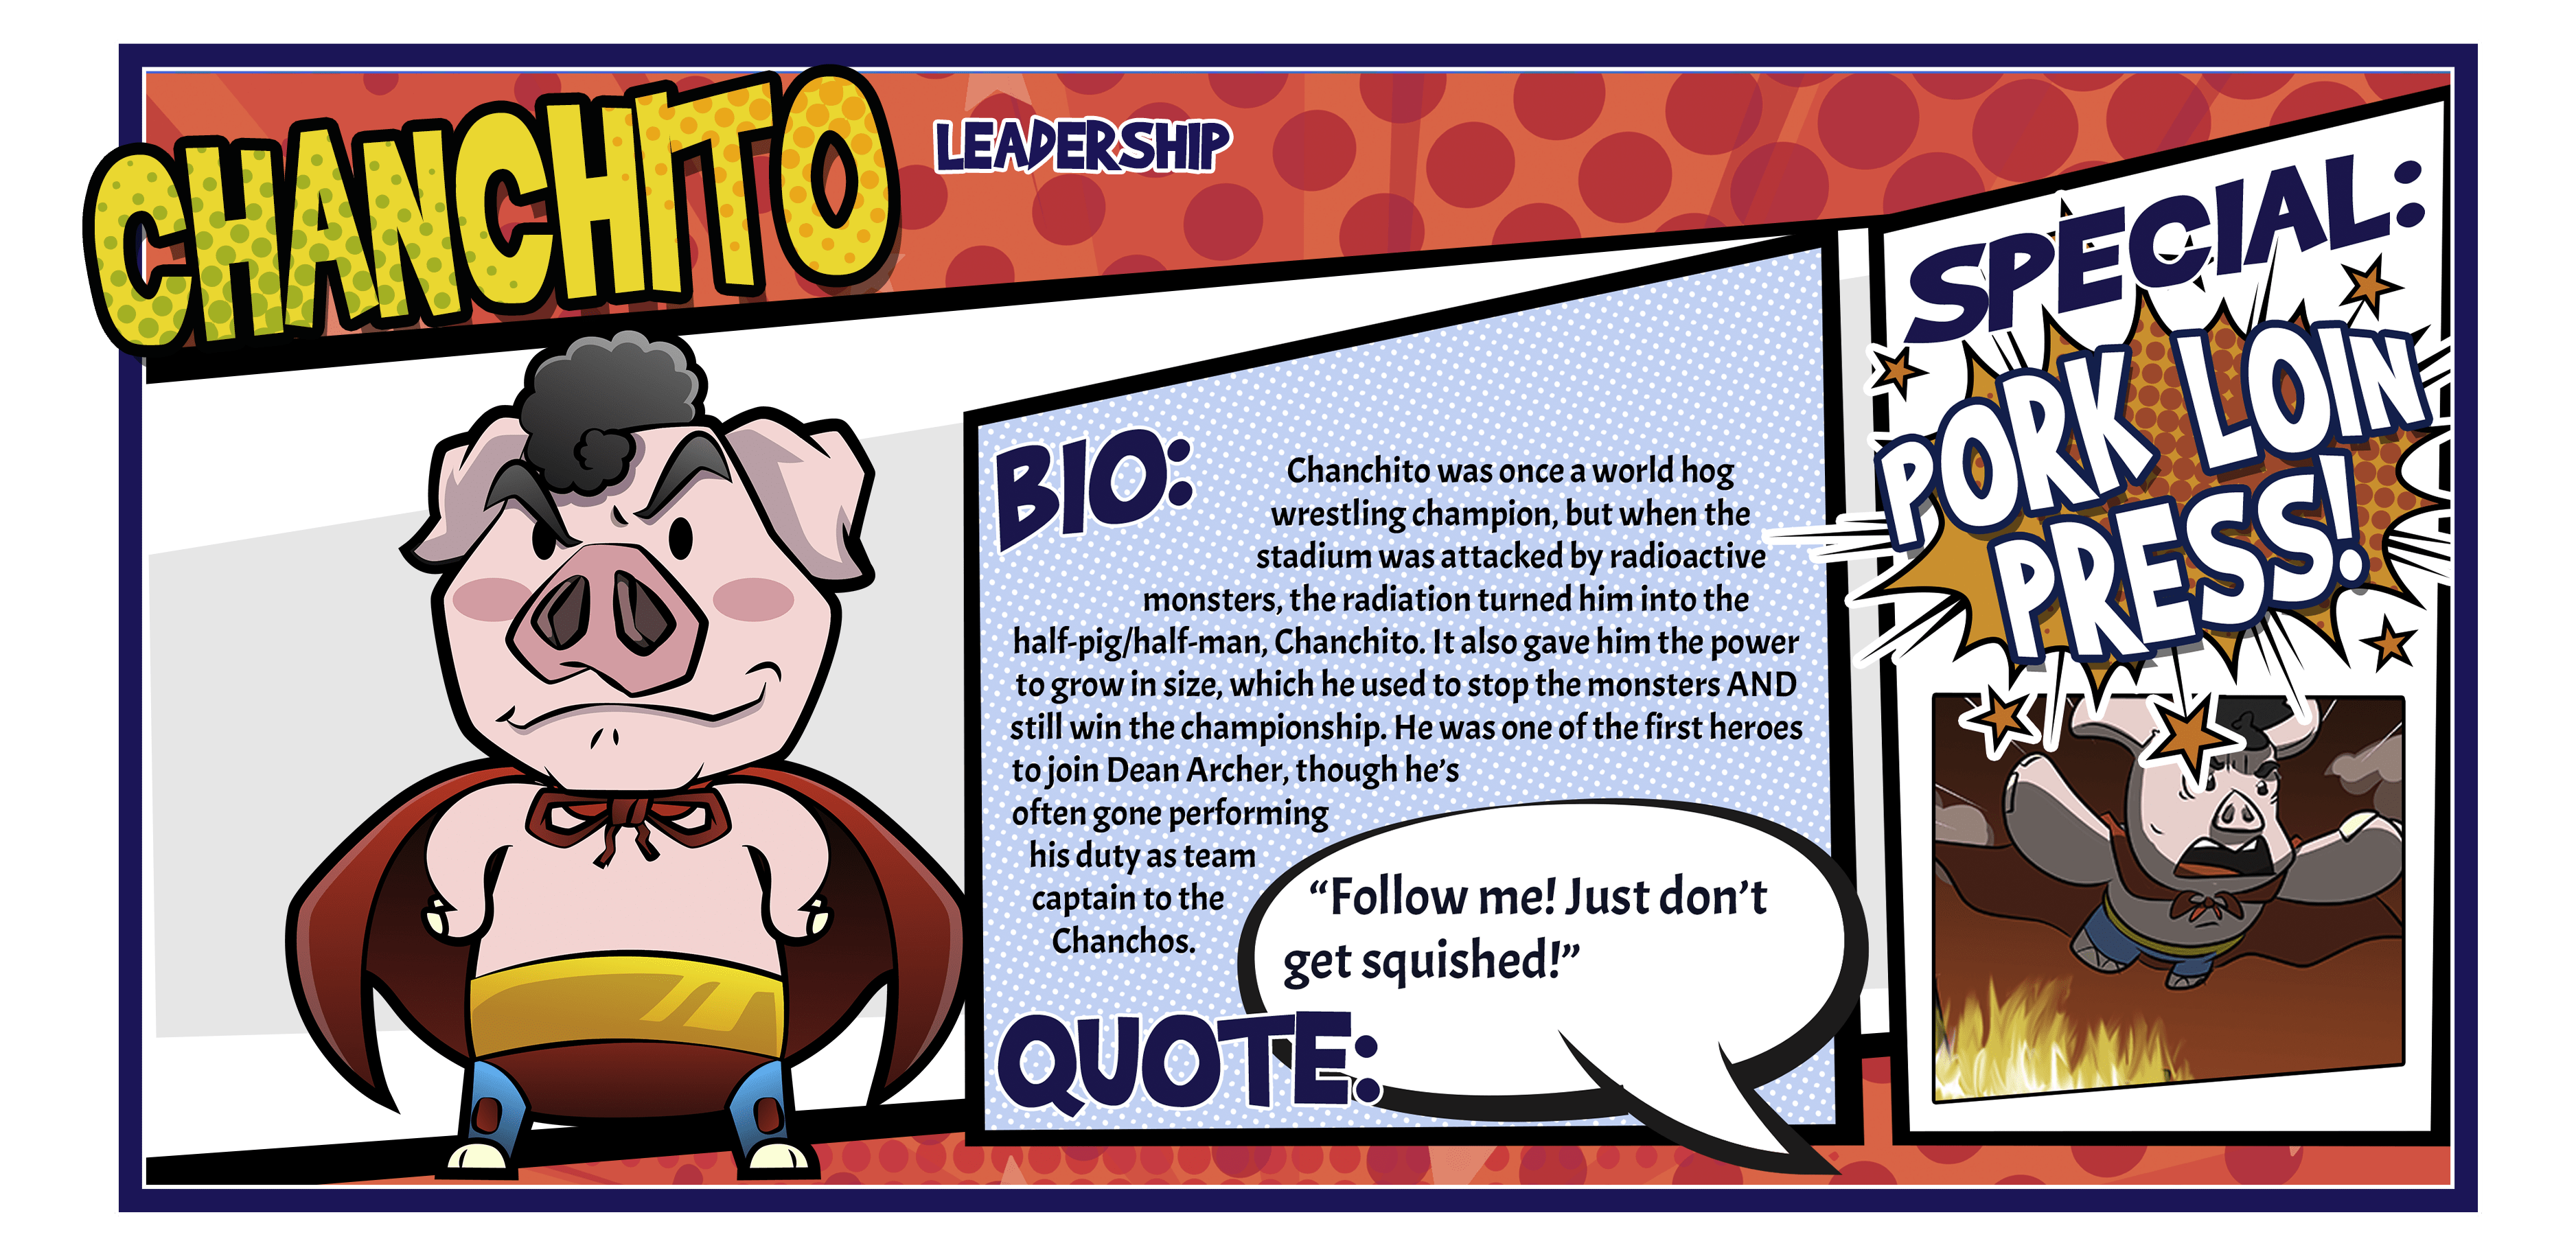 CHANCHITO
LEADERSHIP
BIO:
Chanchito was once a world hog
wrestling champion, but when the
stadium was attacked by radioactive
monsters, the radiation turned him into the
half-pig/half-man, Chanchito. It also gave him the power
to grow in size, which he used to stop the monsters AND
still win the championship. He was one of the first heroes
to join Dean Archer, though he’s
often gone performing
his duty as team
captain to the
Chanchos.
QUOTE:
“Follow me! Just don’t
get squished!”
SPECIAL:
PORK LOIN
PRESS!